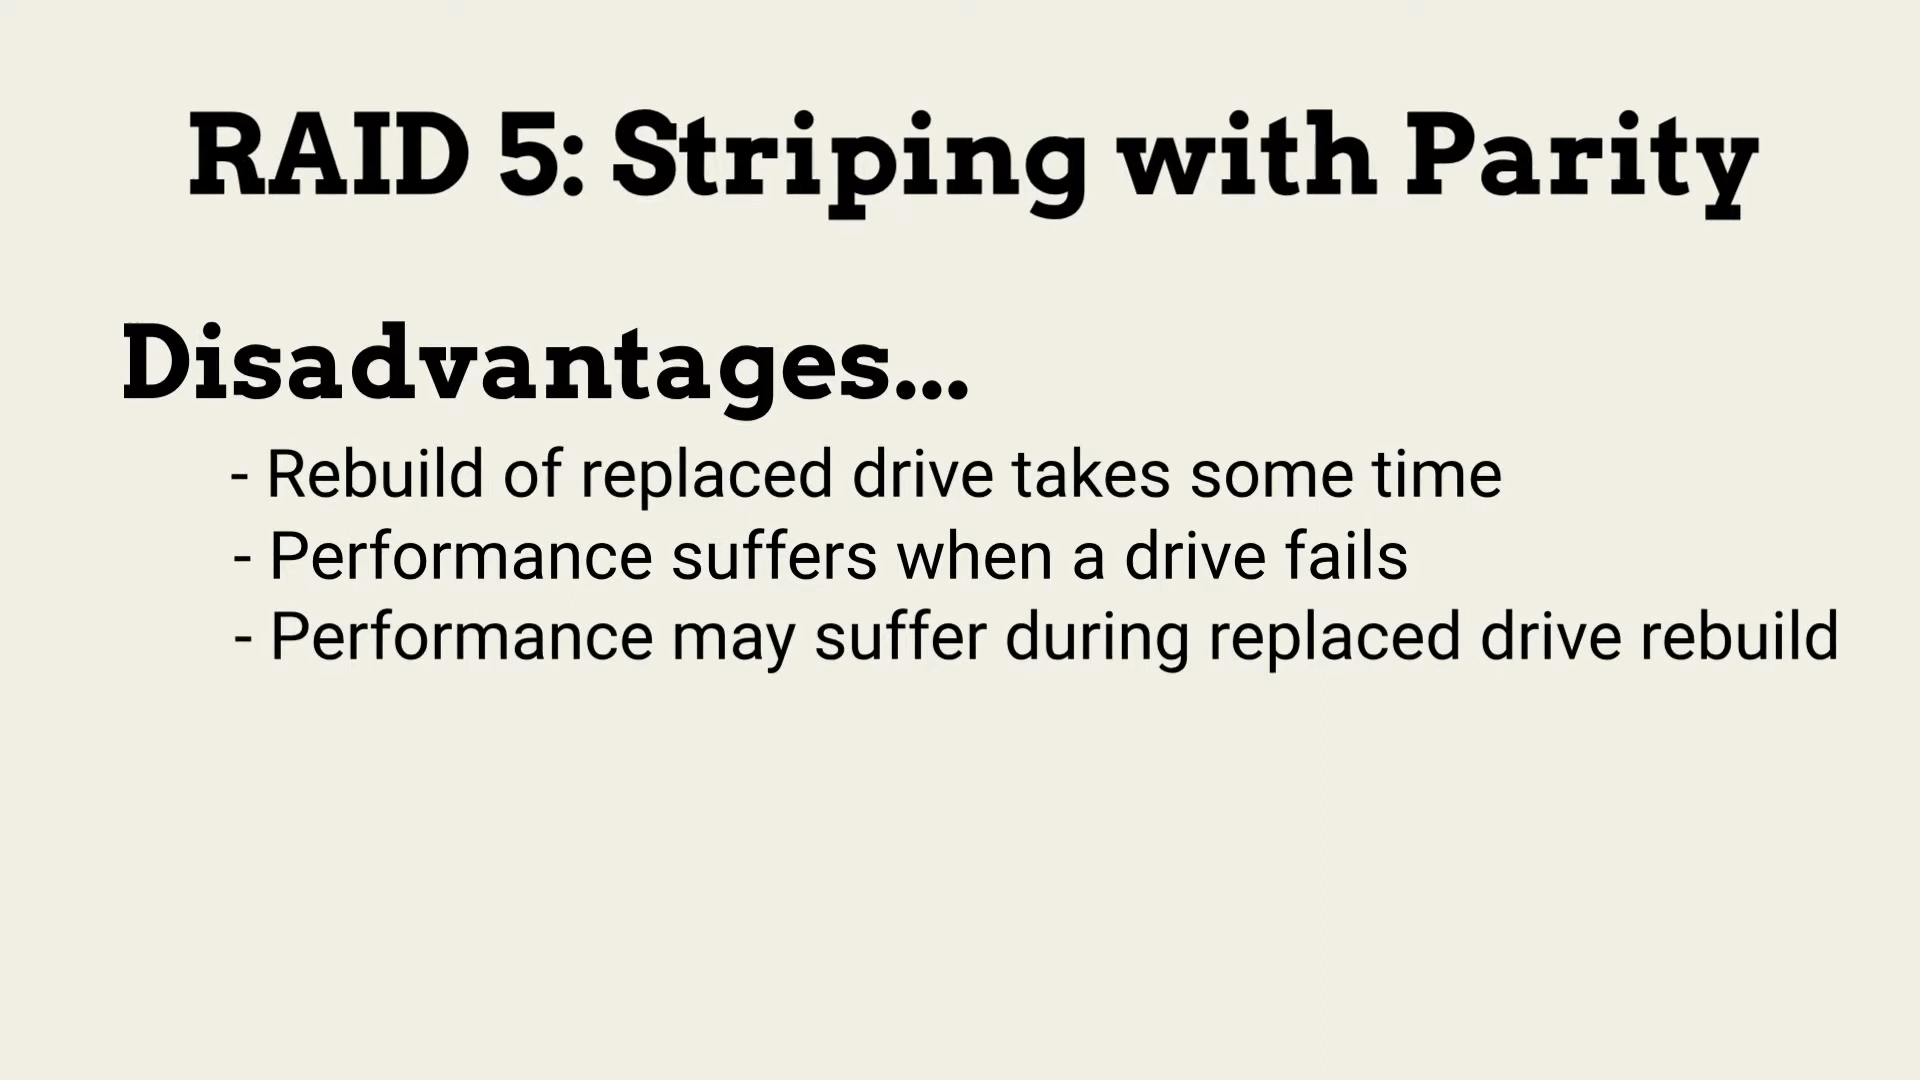 RAID 5: Striping with Parity
Disadvantages...
- Rebuild of replaced drive takes some time
- Performance suffers when a drive fails
- Performance may suffer during replaced drive rebuild